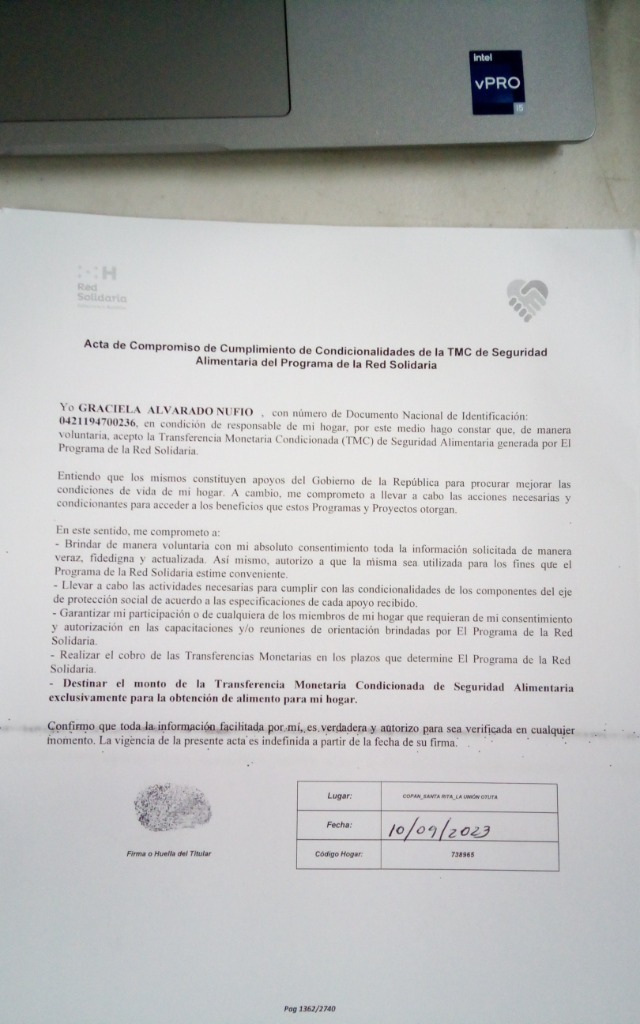 intel
vPRO
i5
H
Red
Solidaria
Acta de Compromiso de Cumplimiento de Condicionalidades de la TMC de Seguridad
Alimentaria del Programa de la Red Solidaria
Yo GRACIELA ALVARADO NUFIO , con número de Documento Nacional de Identificación:
0421194700236, en condición de responsable de mi hogar, por este medio hago constar que, de manera
voluntaria, acepto la Transferencia Monetaria Condicionada (TMC) de Seguridad Alimentaria generada por El
Programa de la Red Solidaria.
Entiendo que los mismos constituyen apoyos del Gobierno de la República para procurar mejorar las
condiciones de vida de mi hogar. A cambio, me comprometo a llevar a cabo las acciones necesarias y
condicionantes para acceder a los beneficios que estos Programas y Proyectos otorgan.
En este sentido, me comprometo a:
- Brindar de manera voluntaria con mi absoluto consentimiento toda la información solicitada de manera
veraz, fidedigna y actualizada. Así mismo, autorizo a que la misma sea utilizada para los fines que el
Programa de la Red Solidaria estime conveniente.
- Llevar a cabo las actividades necesarias para cumplir con las condicionalidades de los componentes del eje
de protección social de acuerdo a las especificaciones de cada apoyo recibido.
- Garantizar mi participación o de cualquiera de los miembros de mi hogar que requieran de mi consentimiento
y autorización en las capacitaciones y/o reuniones de orientación brindadas por El Programa de la Red
Solidaria.
- Realizar el cobro de las Transferencias Monetarias en los plazos que determine El Programa de la Red
Solidaria.
- Destinar el monto de la Transferencia Monetaria Condicionada de Seguridad Alimentaria
exclusivamente para la obtención de alimento para mi hogar.
Confirmo que toda la información facilitada por mí, es verdadera y autorizo para sea verificada en cualquier
momento. La vigencia de la presente acta es indefinida a partir de la fecha de su firma.
Lugar: COPAN_SANTA RITA_LA UNIÓN OTUTA
Fecha: 10/09/2023
Firma o Huella del Titular
Código Hogar: 738965
Pag 1362/2740